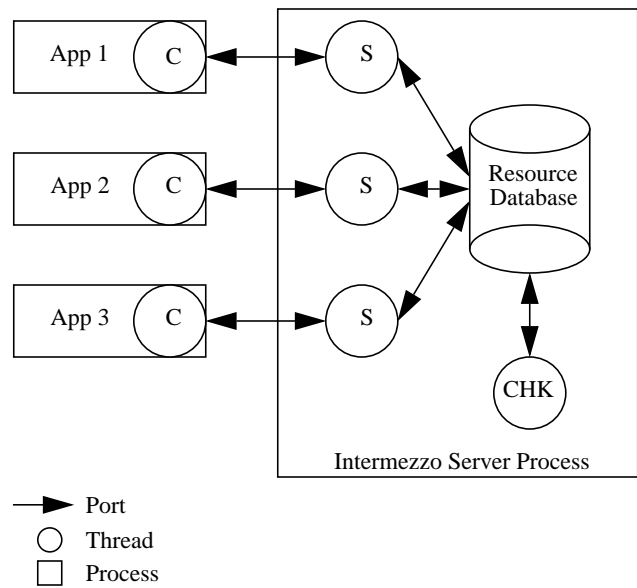 App 1
C
S
App 2
C
S
Resource
Database
App 3
C
S
CHK
Intermezzo Server Process
Port
Thread
Process